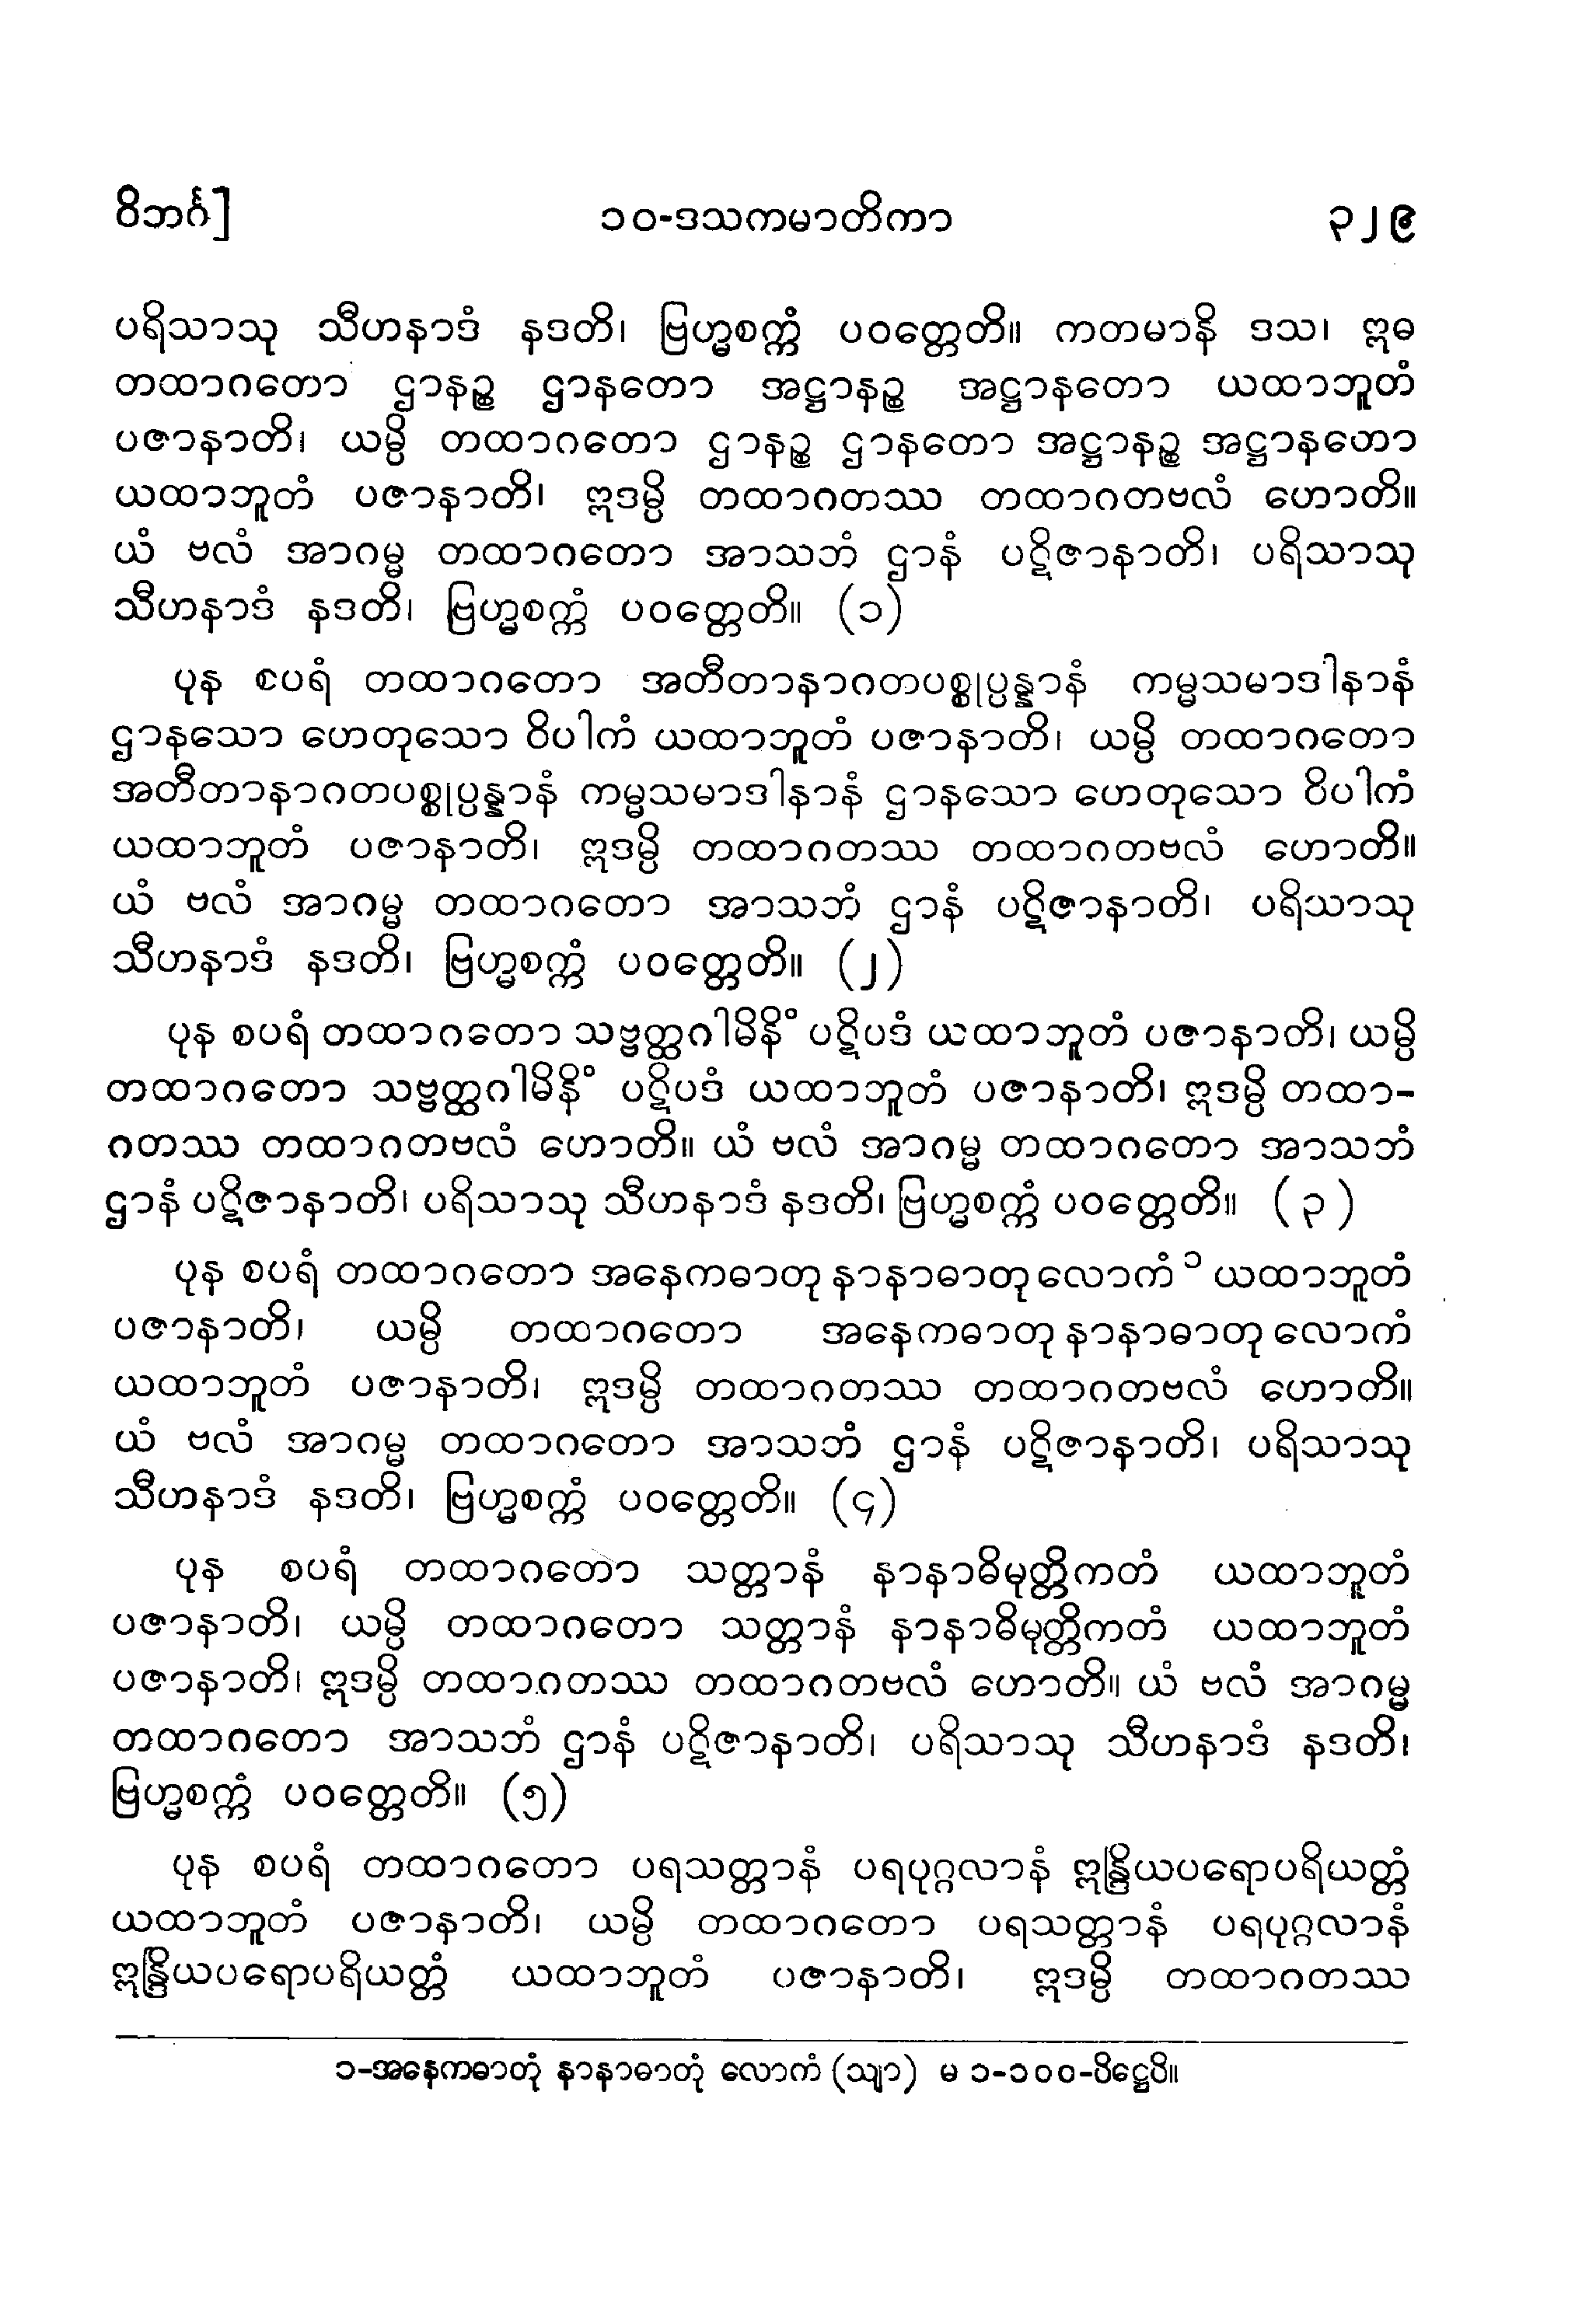 ဝိဘင်္ဂ]
၁၀-ဒသကမာတိကာ
၃၂၉
ပရိသာသု သီဟနာဒံ နဒတိ၊ ဗြဟ္မစက္ကံ ပဝတ္တေတိ။ ကတမာနိ ဒသ၊ ဣဓ
တထာဂတော ဌာနဉ္စ ဌာနတော အဋ္ဌာနဉ္စ အဋ္ဌာနတော ယထာဘူတံ
ပဇာနာတိ၊ ယမ္ပိ တထာဂတော ဌာနဉ္စ ဌာနတော အဋ္ဌာနဉ္စ အဋ္ဌာနတော
ယထာဘူတံ ပဇာနာတိ၊ ဣဒမ္ပိ တထာဂတဿ တထာဂတဗလံ ဟောတိ။
ယံ ဗလံ အာဂမ္မ တထာဂတော အာသဘံ ဌာနံ ပဋိဇာနာတိ၊ ပရိသာသု
သီဟနာဒံ နဒတိ၊ ဗြဟ္မစက္ကံ ပဝတ္တေတိ။ (၁)
ပုန စပရံ တထာဂတော အတီတာနာဂတပစ္စုပ္ပန္နာနံ ကမ္မသမာဒါနာနံ
ဌာနသော ဟေတုသော ဝိပါကံ ယထာဘူတံ ပဇာနာတိ၊ ယမ္ပိ တထာဂတော
အတီတာနာဂတပစ္စုပ္ပန္နာနံ ကမ္မသမာဒါနာနံ ဌာနသော ဟေတုသော ဝိပါကံ
ယထာဘူတံ ပဇာနာတိ၊ ဣဒမ္ပိ တထာဂတဿ တထာဂတဗလံ ဟောတိ။
ယံ ဗလံ အာဂမ္မ တထာဂတော အာသဘံ ဌာနံ ပဋိဇာနာတိ၊ ပရိသာသု
သီဟနာဒံ နဒတိ၊ ဗြဟ္မစက္ကံ ပဝတ္တေတိ။ (၂)
ပုန စပရံ တထာဂတော သဗ္ဗတ္ထဂါမိနိံ ပဋိပဒံ ယထာဘူတံ ပဇာနာတိ၊ ယမ္ပိ
တထာဂတော သဗ္ဗတ္ထဂါမိနိံ ပဋိပဒံ ယထာဘူတံ ပဇာနာတိ၊ ဣဒမ္ပိ တထာ-
ဂတဿ တထာဂတဗလံ ဟောတိ။ ယံ ဗလံ အာဂမ္မ တထာဂတော အာသဘံ
ဌာနံ ပဋိဇာနာတိ၊ ပရိသာသု သီဟနာဒံ နဒတိ၊ ဗြဟ္မစက္ကံ ပဝတ္တေတိ။ (၃)
ပုန စပရံ တထာဂတော အနေကဓာတု နာနာဓာတု လောကံ ၁ ယထာဘူတံ
ပဇာနာတိ၊ ယမ္ပိ တထာဂတော အနေကဓာတု နာနာဓာတု လောကံ
ယထာဘူတံ ပဇာနာတိ၊ ဣဒမ္ပိ တထာဂတဿ တထာဂတဗလံ ဟောတိ။
ယံ ဗလံ အာဂမ္မ တထာဂတော အာသဘံ ဌာနံ ပဋိဇာနာတိ၊ ပရိသာသု
သီဟနာဒံ နဒတိ၊ ဗြဟ္မစက္ကံ ပဝတ္တေတိ။ (၄)
ပုန စပရံ တထာဂတော သတ္တာနံ နာနာဓိမုတ္တိကတံ ယထာဘူတံ
ပဇာနာတိ၊ ယမ္ပိ တထာဂတော သတ္တာနံ နာနာဓိမုတ္တိကတံ ယထာဘူတံ
ပဇာနာတိ၊ ဣဒမ္ပိ တထာဂတဿ တထာဂတဗလံ ဟောတိ။ ယံ ဗလံ အာဂမ္မ
တထာဂတော အာသဘံ ဌာနံ ပဋိဇာနာတိ၊ ပရိသာသု သီဟနာဒံ နဒတိ၊
ဗြဟ္မစက္ကံ ပဝတ္တေတိ။ (၅)
ပုန စပရံ တထာဂတော ပရသတ္တာနံ ပရပုဂ္ဂလာနံ ဣန္ဒြိယပရောပရိယတ္တံ
ယထာဘူတံ ပဇာနာတိ၊ ယမ္ပိ တထာဂတော ပရသတ္တာနံ ပရပုဂ္ဂလာနံ
ဣန္ဒြိယပရောပရိယတ္တံ ယထာဘူတံ ပဇာနာတိ၊ ဣဒမ္ပိ တထာဂတဿ
၁-အနေကဓာတုံ နာနာဓာတုံ လောကံ (သျာ) မ ၁-၁၀၀-ပိဋ္ဌေပိ။